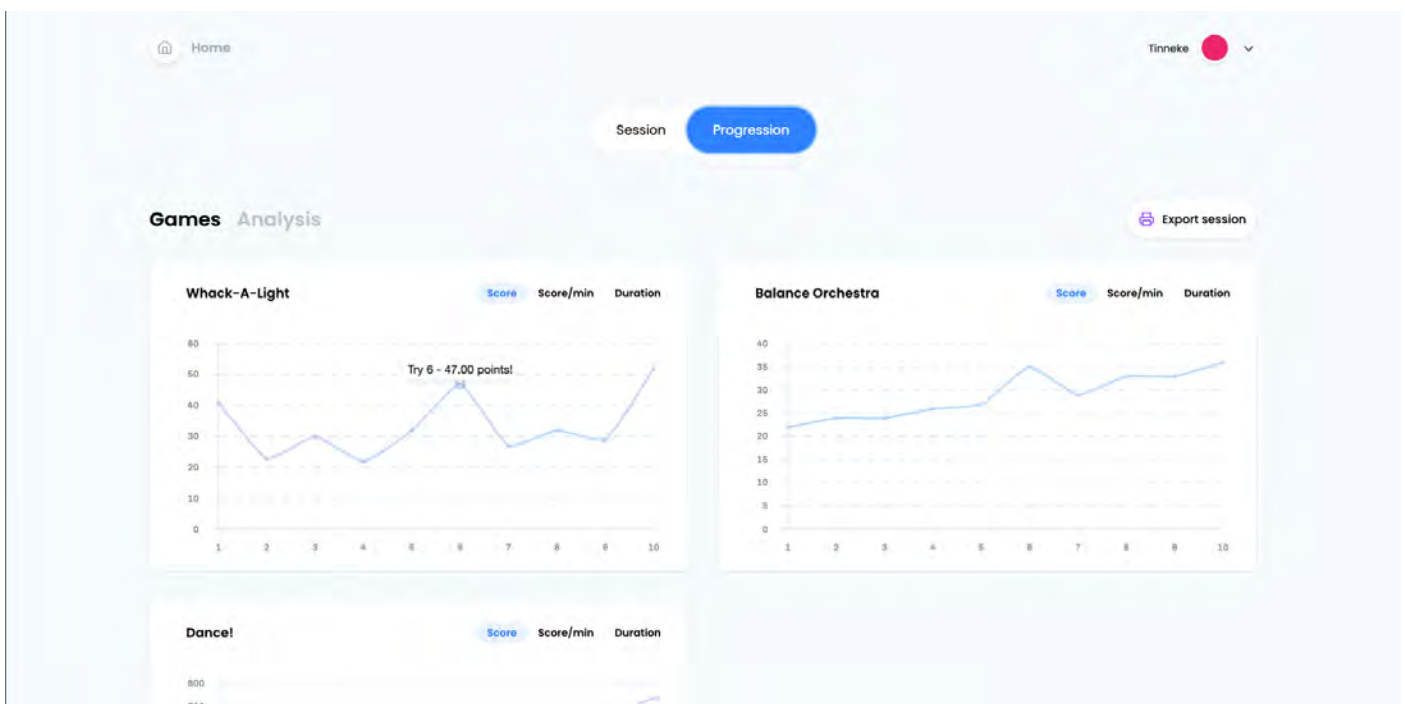 Home
Tinneke
Session Progression
Games Analysis
Export session
Whack-A-Light Score Score/min Duration
60
50
40
30
20
10
0
Try 6 - 47.00 points!
1 2 3 4 5 6 7 8 9 10
Balance Orchestra Score Score/min Duration
40
35
30
25
20
15
10
5
0
1 2 3 4 5 6 7 8 9 10
Dance! Score Score/min Duration
800